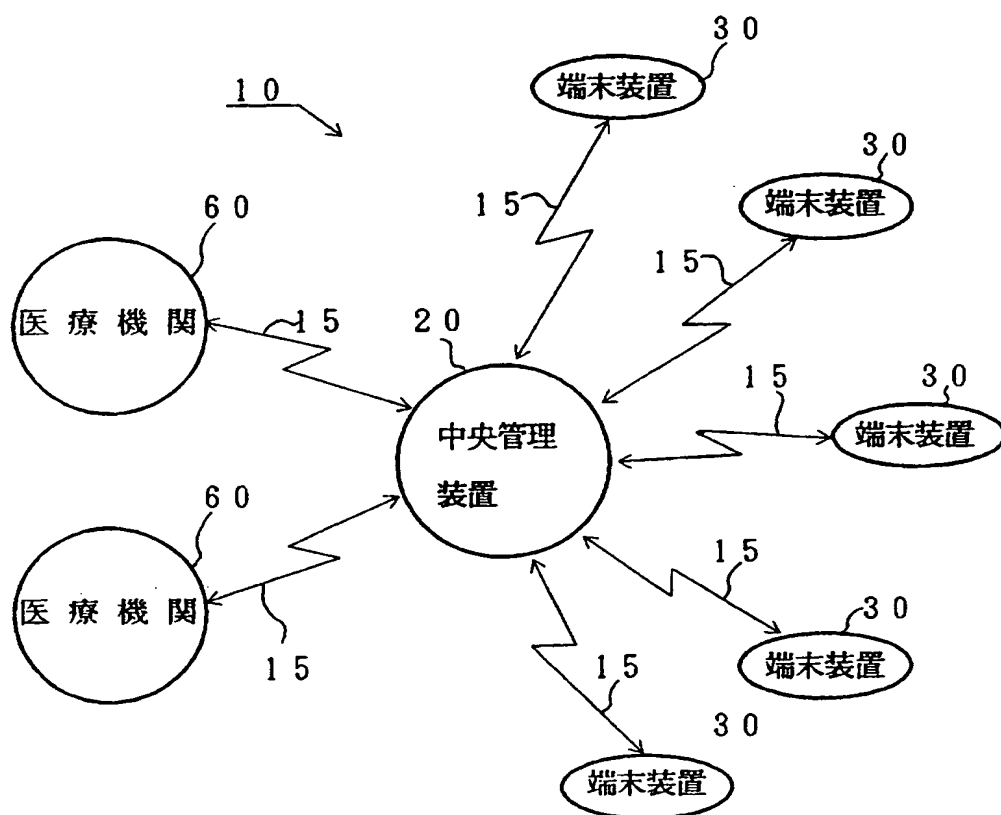 ３０
端末装置
１０
３０
端末装置
１５
６０
１５
医療機関
１５
２０
１５
３０
端末装置
中央管理
装置
６０
１５
３０
医療機関
１５
１５
端末装置
３０
端末装置